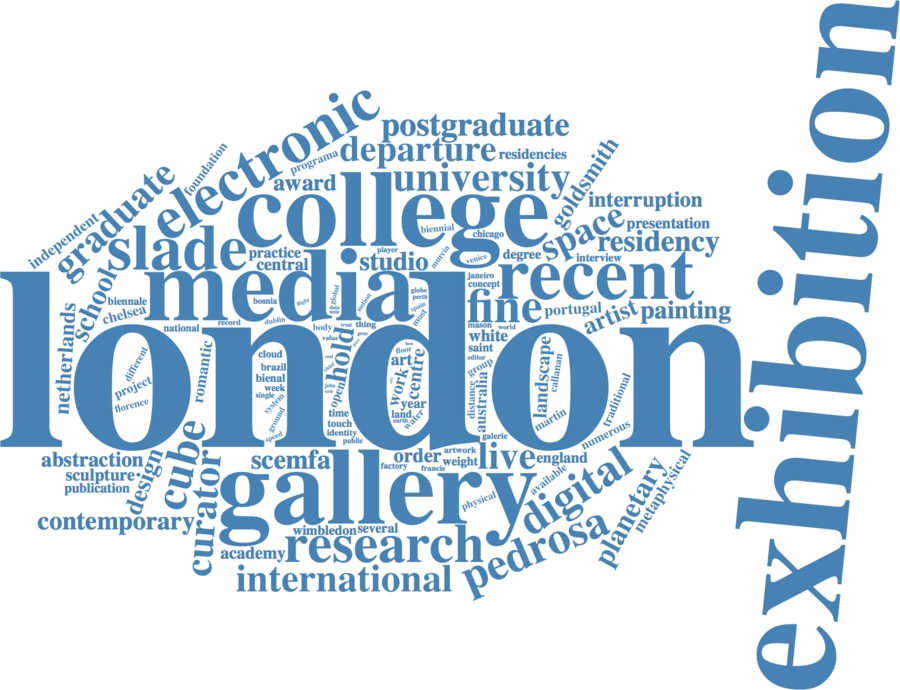 exhibition
london
electronic
postgraduate
programa
departure
residencies
foundation
award
university
goldsmith
graduate
college
interruption
independent
slade
biennial
chicago
space
presentation
residency
practice
central
player
studio
murcia
venice
degree
interview
school
media
janeiro
concept
recent
bosnia
global
data
globe
perth
spain
biennale
chelsea
fine
portugal
artist
painting
netherlands
national
record
dublin
body
trust
thing
value
most
mason
world
white
saint
editor
romantic
different
project
florence
cloud
brazil
bienal
week
single
system
ground
speed
hold
open
time
touch
identity
public
floor
art
work
centre
year
land
earth
water
group
distance
australia
landscape
callanan
martin
traditional
numerous
galerie
abstraction
sculpture
publication
design
cube
curator
scemfa
order
artwork
weight
factory
francis
live
england
gallery
physical
available
digital
planetary
metaphysical
contemporary
wimbledon
several
academy
research
pedrosa
international